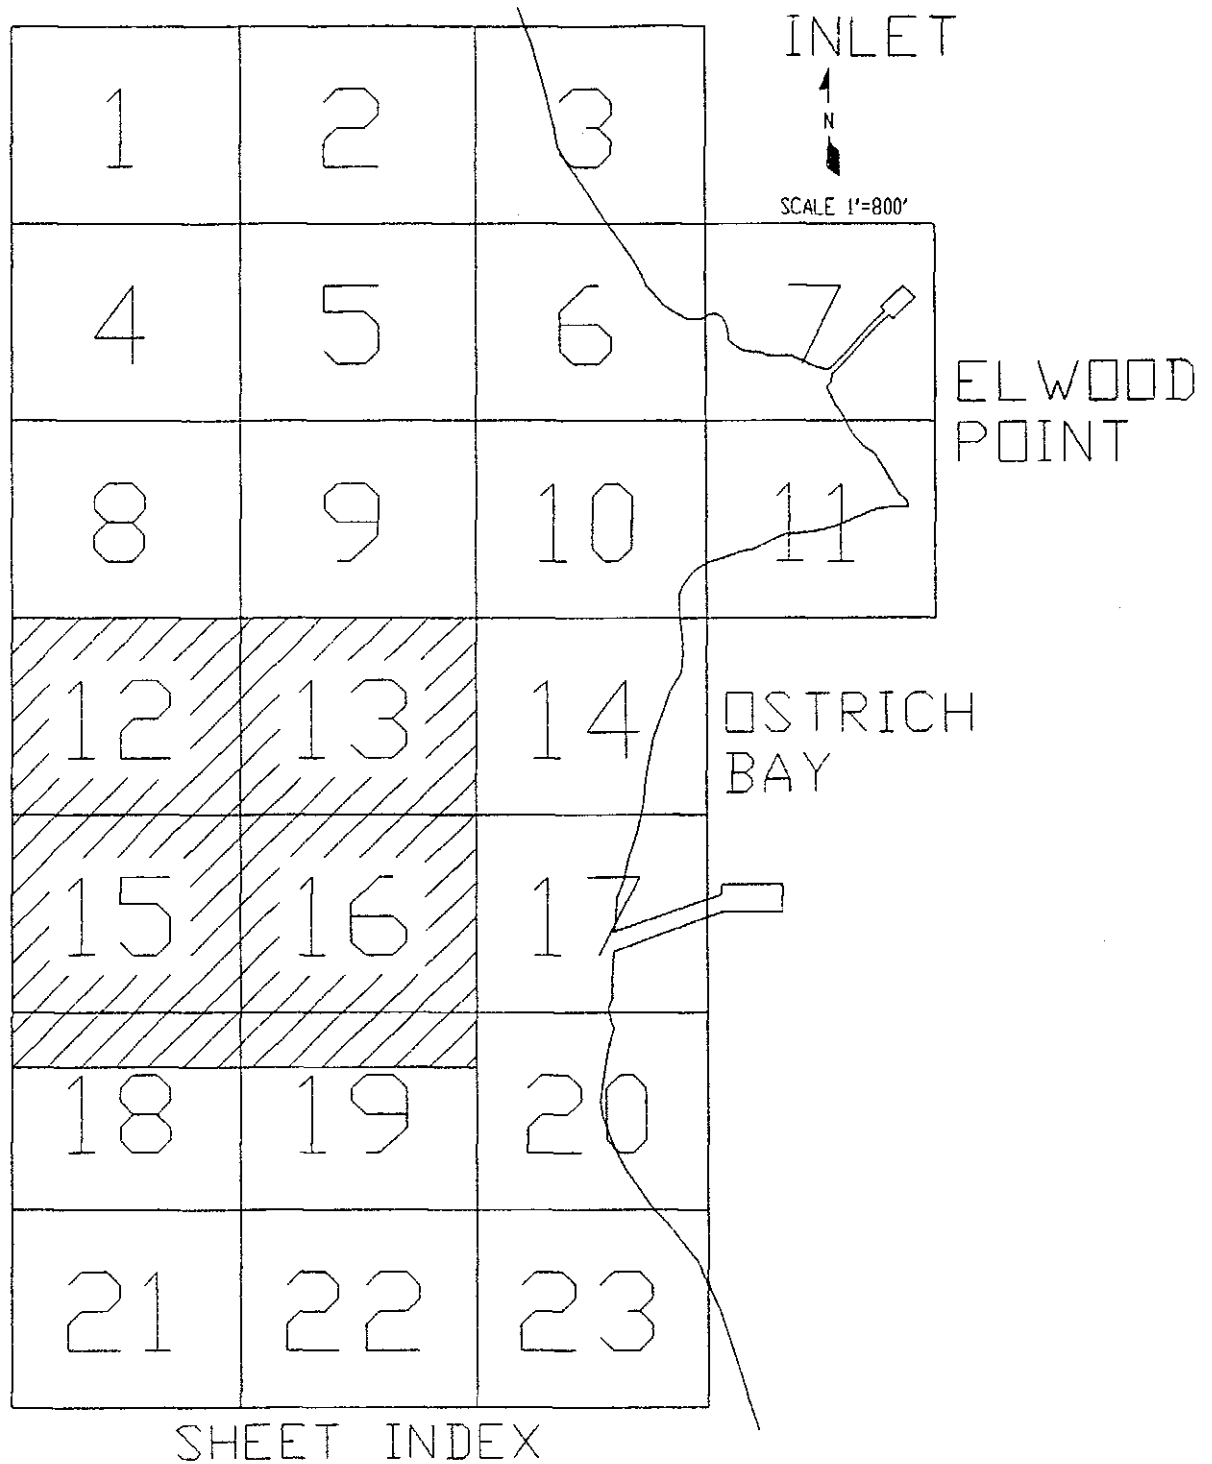 INLET
N
SCALE 1'=800'
1 2 3
4 5 6 7
ELWOOD
POINT
8 9 10 11
12 13 14
OSTRICH
BAY
15 16 17
18 19 20
21 22 23
SHEET INDEX